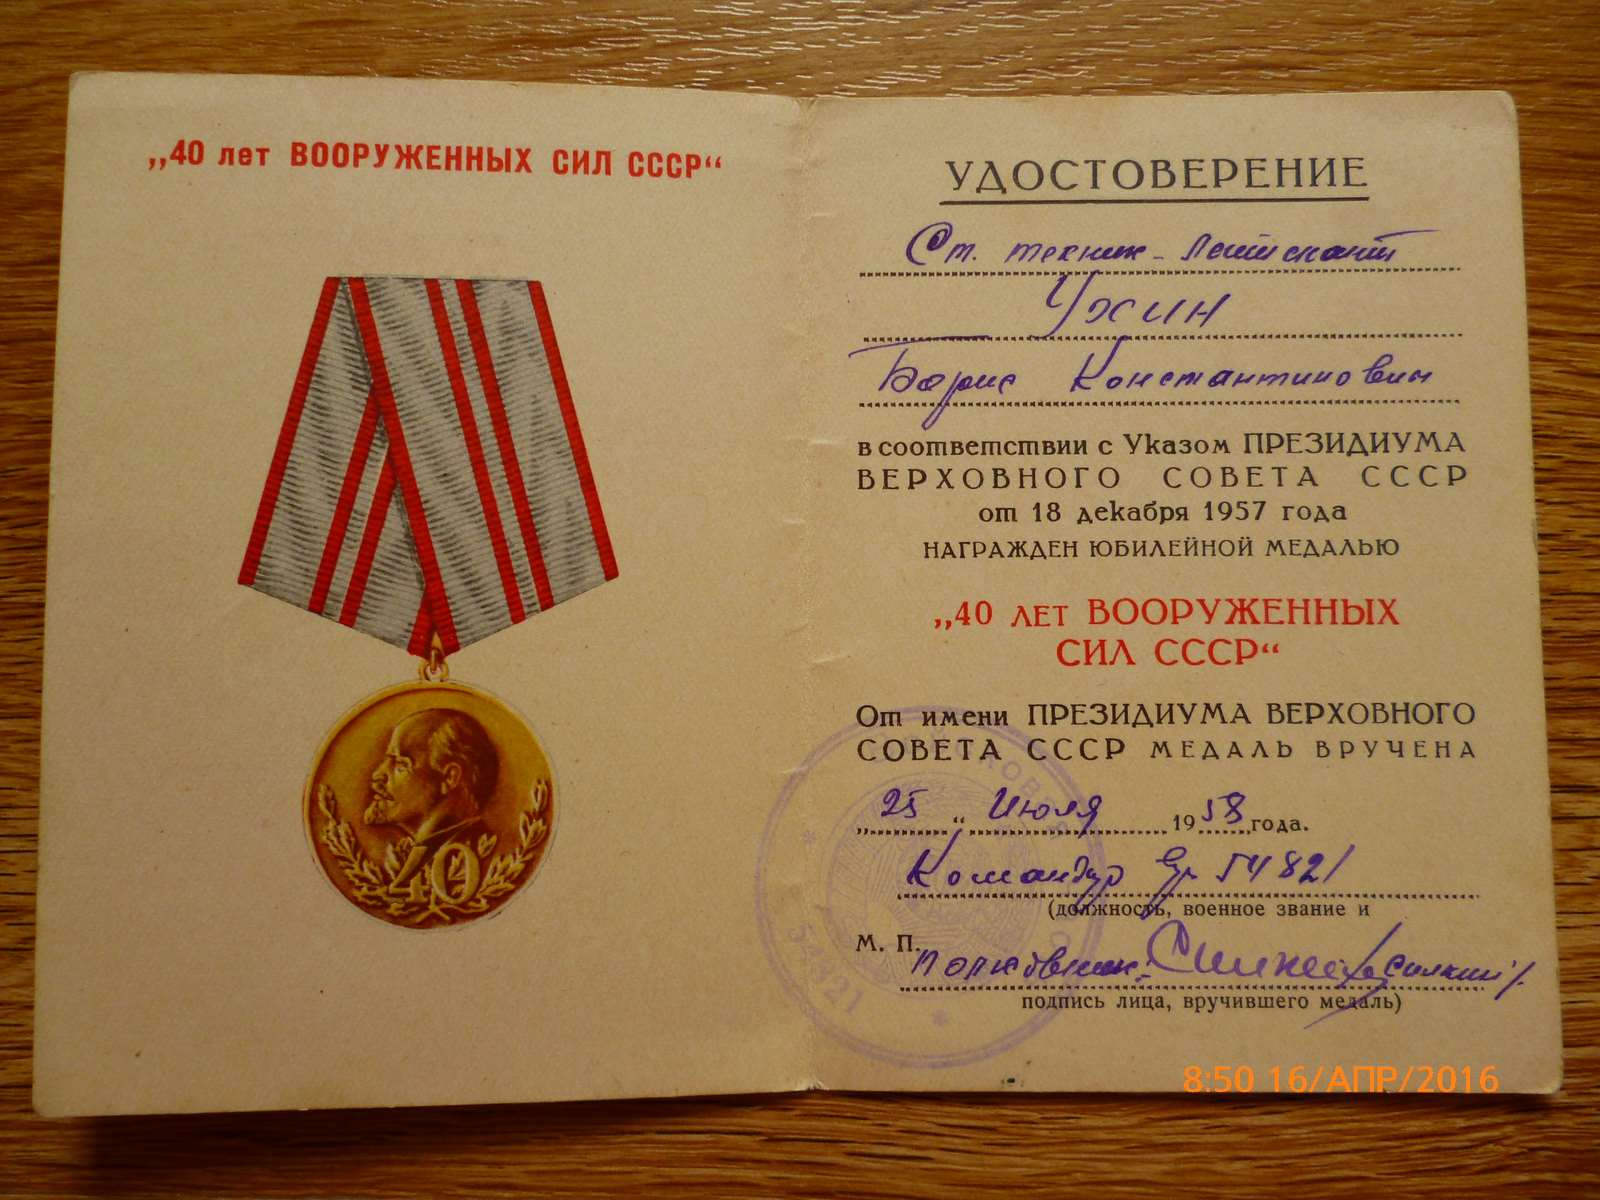 „40 лет ВООРУЖЕННЫХ СИЛ СССР“
УДОСТОВЕРЕНИЕ
Ст. техник-лейтенант
Ухин
Борис Константинович
в соответствии с Указом ПРЕЗИДИУМА
ВЕРХОВНОГО СОВЕТА СССР
от 18 декабря 1957 года
НАГРАЖДЕН ЮБИЛЕЙНОЙ МЕДАЛЬЮ
„40 ЛЕТ ВООРУЖЕННЫХ
СИЛ СССР“
От имени ПРЕЗИДИУМА ВЕРХОВНОГО
СОВЕТА СССР МЕДАЛЬ ВРУЧЕНА
„25“ Июля 1958 года.
Командир 54821
(должность, военное звание и
М. П.
полковник
подпись лица, вручившего медаль)
54821
40
8:50 16/АПР/2016